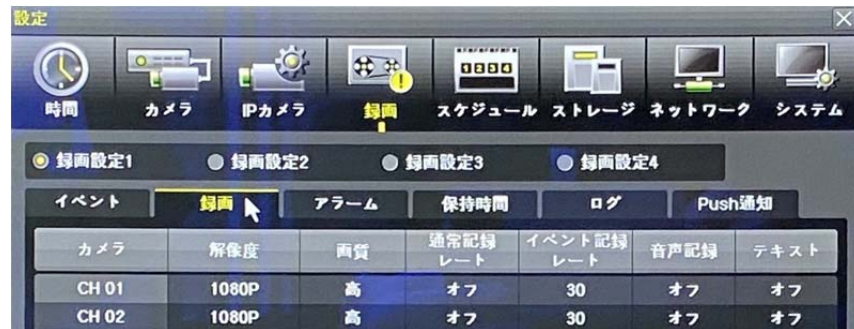 設定
時間 カメラ IPカメラ 録画 スケジュール ストレージ ネットワーク システム
録画設定1 録画設定2 録画設定3 録画設定4
イベント 録画 アラーム 保持時間 ログ Push通知
カメラ 解像度 画質 通常記録 イベント記録 音声記録 テキスト
レート レート
CH 01 1080P 高 オフ 30 オフ オフ
CH 02 1080P 高 オフ 30 オフ オフ